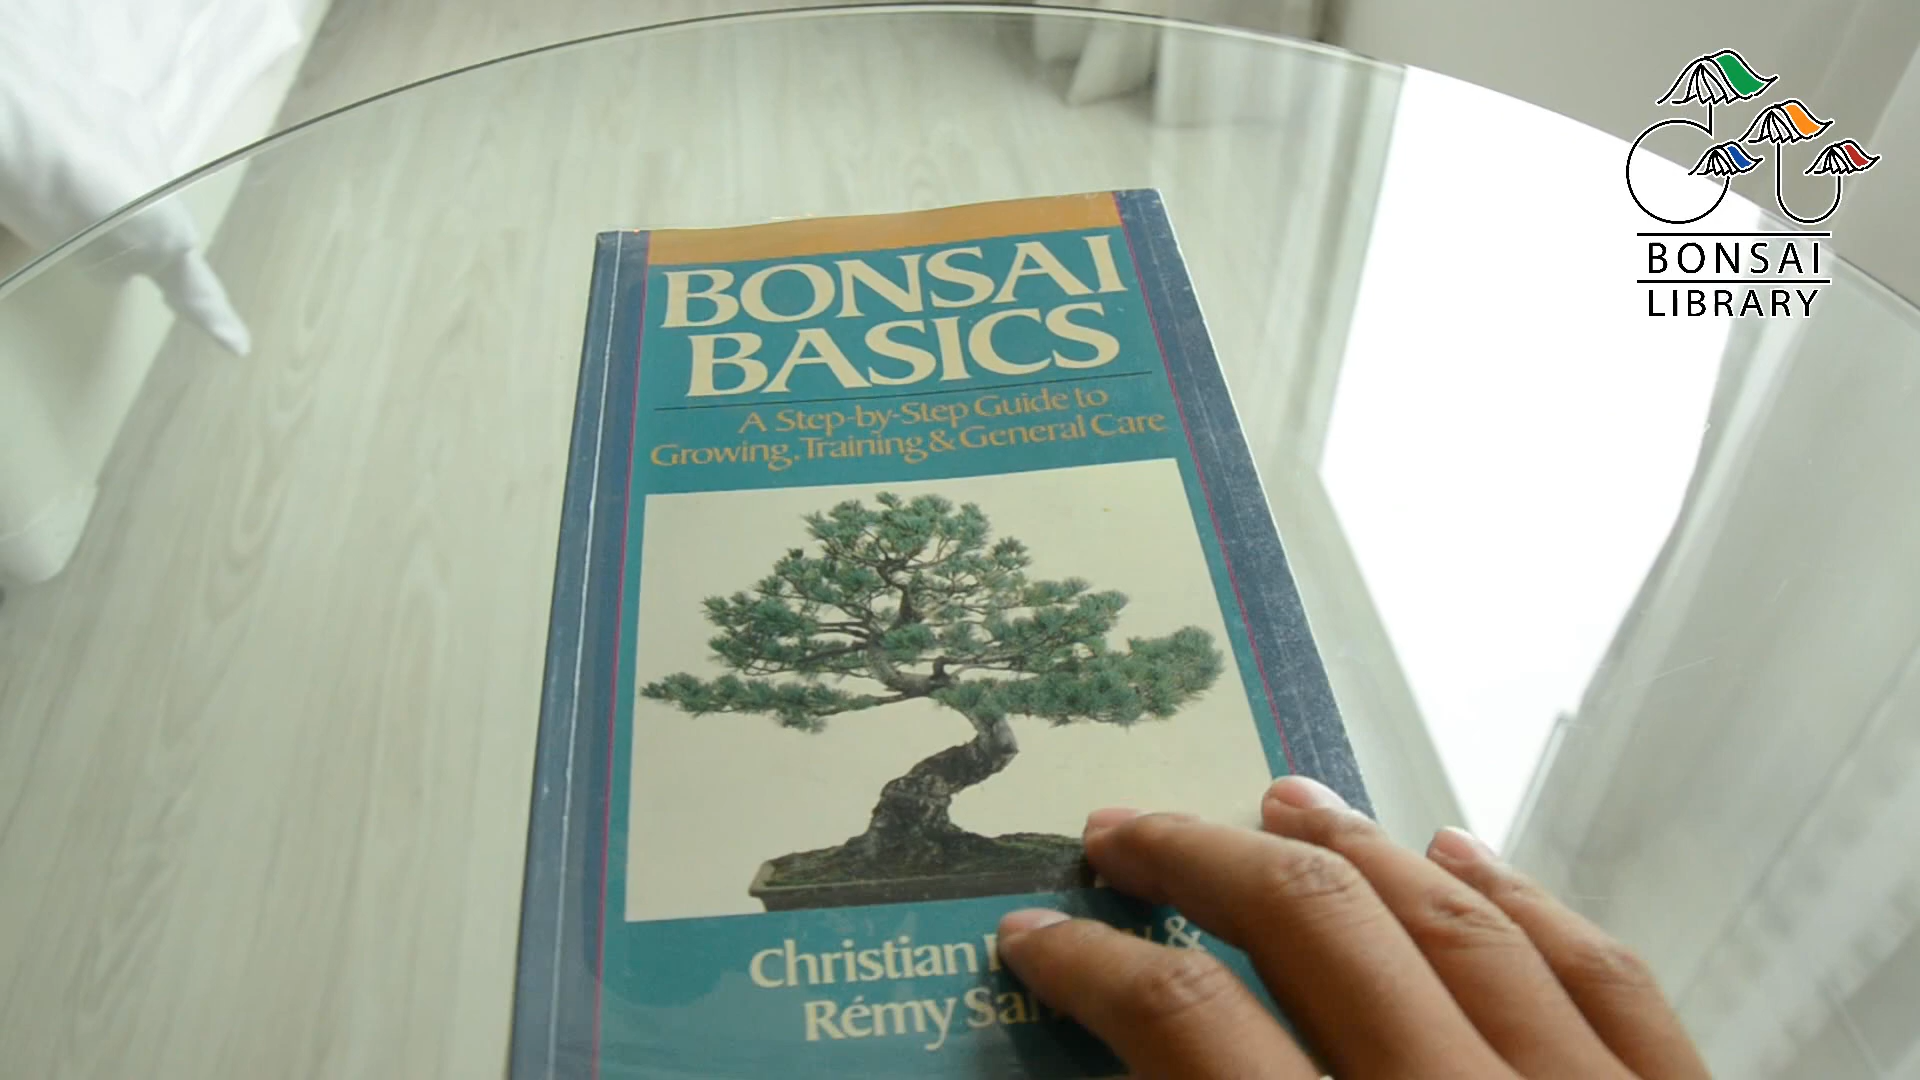 BONSAI
BASICS
A Step-by-Step Guide to
Growing, Training & General Care
Christian &
Rémy
BONSAI
LIBRARY